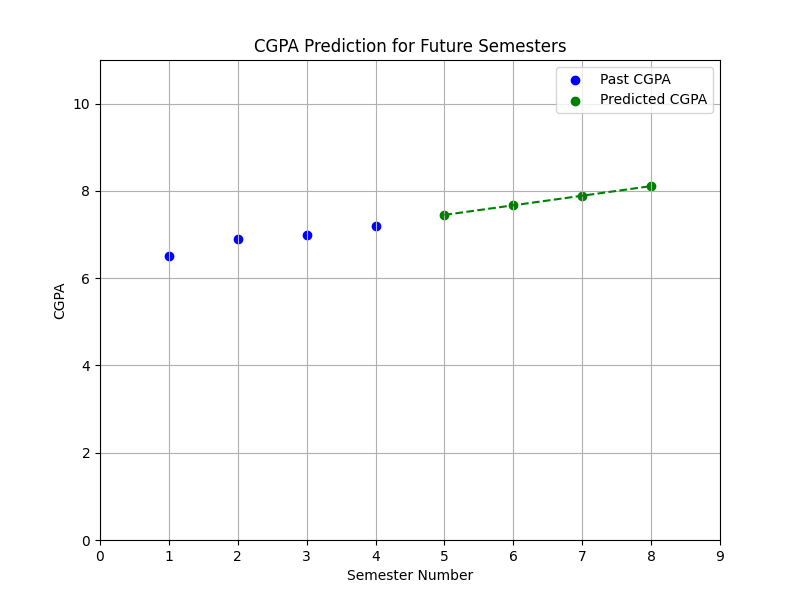 CGPA Prediction for Future Semesters
Past CGPA
Predicted CGPA
10
8
6
4
2
0
CGPA
0 1 2 3 4 5 6 7 8 9
Semester Number